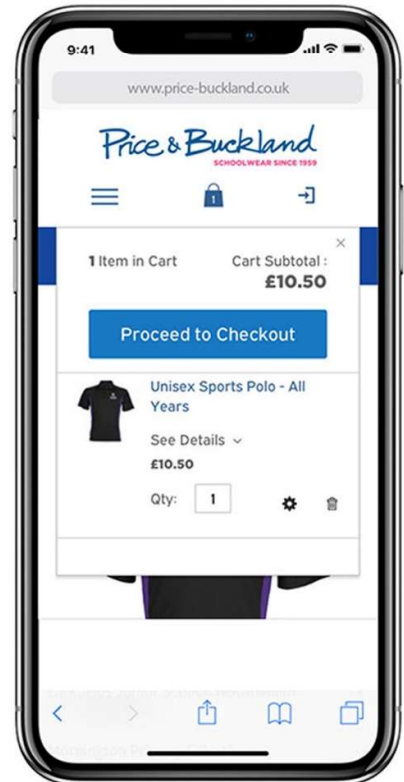 9:41
www.price-buckland.co.uk
Price & Buckland
SCHOOLWEAR SINCE 1959
1
1 Item in Cart
Cart Subtotal :
£10.50
Proceed to Checkout
Unisex Sports Polo - All
Years
See Details
£10.50
Qty: 1